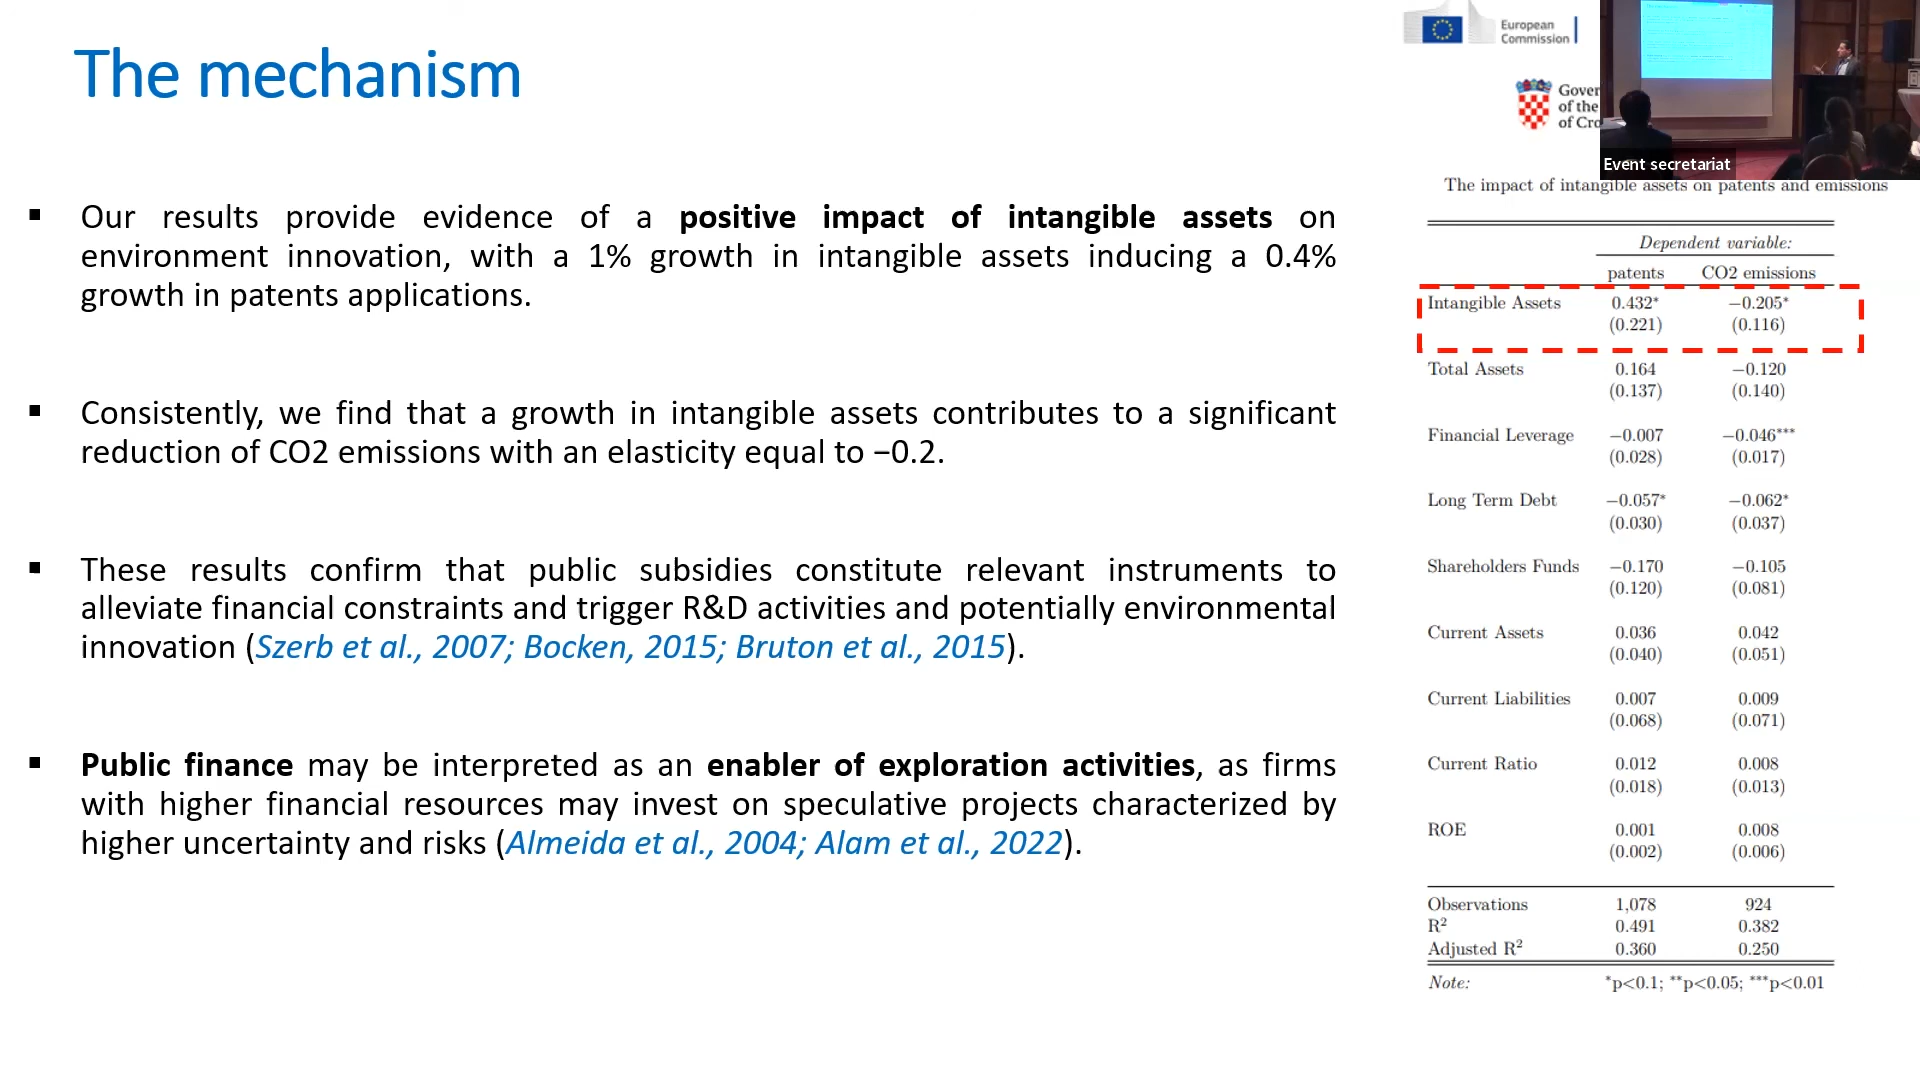 The mechanism
European
Commission
Gover
of the
of Cro
Event secretariat
▪ Our results provide evidence of a positive impact of intangible assets on
environment innovation, with a 1% growth in intangible assets inducing a 0.4%
growth in patents applications.
▪ Consistently, we find that a growth in intangible assets contributes to a significant
reduction of CO2 emissions with an elasticity equal to −0.2.
▪ These results confirm that public subsidies constitute relevant instruments to
alleviate financial constraints and trigger R&D activities and potentially environmental
innovation (Szerb et al., 2007; Bocken, 2015; Bruton et al., 2015).
▪ Public finance may be interpreted as an enabler of exploration activities, as firms
with higher financial resources may invest on speculative projects characterized by
higher uncertainty and risks (Almeida et al., 2004; Alam et al., 2022).
The impact of intangible assets on patents and emissions
Dependent variable:
patents CO2 emissions
Intangible Assets 0.432* −0.205*
(0.221) (0.116)
Total Assets 0.164 −0.120
(0.137) (0.140)
Financial Leverage −0.007 −0.046***
(0.028) (0.017)
Long Term Debt −0.057* −0.062*
(0.030) (0.037)
Shareholders Funds −0.170 −0.105
(0.120) (0.081)
Current Assets 0.036 0.042
(0.040) (0.051)
Current Liabilities 0.007 0.009
(0.068) (0.071)
Current Ratio 0.012 0.008
(0.018) (0.013)
ROE 0.001 0.008
(0.002) (0.006)
Observations 1,078 924
R² 0.491 0.382
Adjusted R² 0.360 0.250
Note: *p<0.1; **p<0.05; ***p<0.01